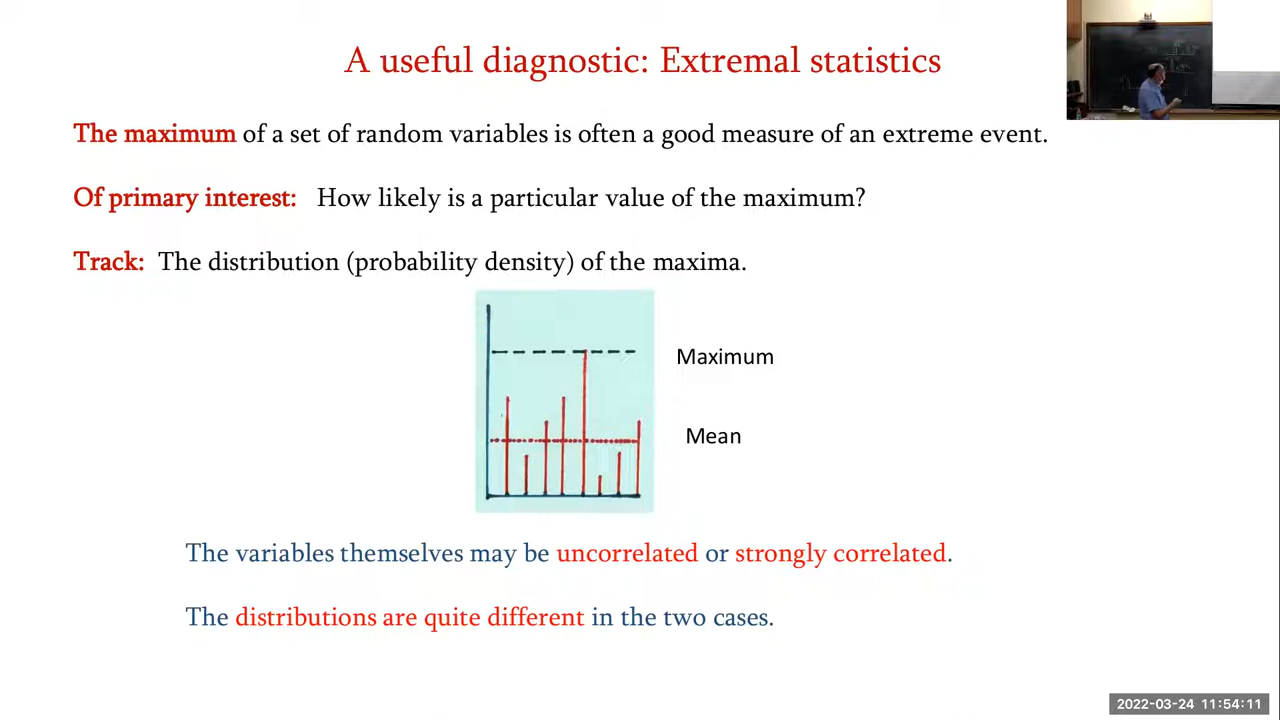 A useful diagnostic: Extremal statistics
The maximum of a set of random variables is often a good measure of an extreme event.
Of primary interest: How likely is a particular value of the maximum?
Track: The distribution (probability density) of the maxima.
Maximum
Mean
The variables themselves may be uncorrelated or strongly correlated.
The distributions are quite different in the two cases.
2022-03-24 11:54:11